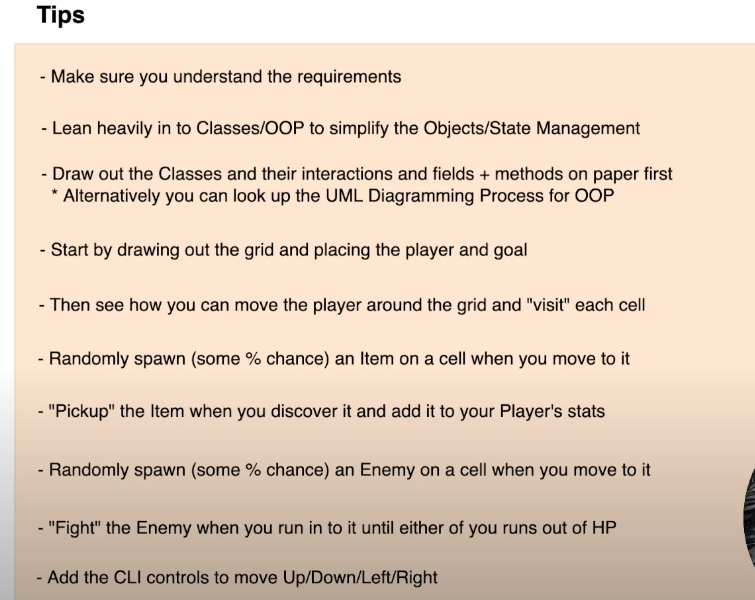 Tips
- Make sure you understand the requirements
- Lean heavily in to Classes/OOP to simplify the Objects/State Management
- Draw out the Classes and their interactions and fields + methods on paper first
* Alternatively you can look up the UML Diagramming Process for OOP
- Start by drawing out the grid and placing the player and goal
- Then see how you can move the player around the grid and "visit" each cell
- Randomly spawn (some % chance) an Item on a cell when you move to it
- "Pickup" the Item when you discover it and add it to your Player's stats
- Randomly spawn (some % chance) an Enemy on a cell when you move to it
- "Fight" the Enemy when you run in to it until either of you runs out of HP
- Add the CLI controls to move Up/Down/Left/Right